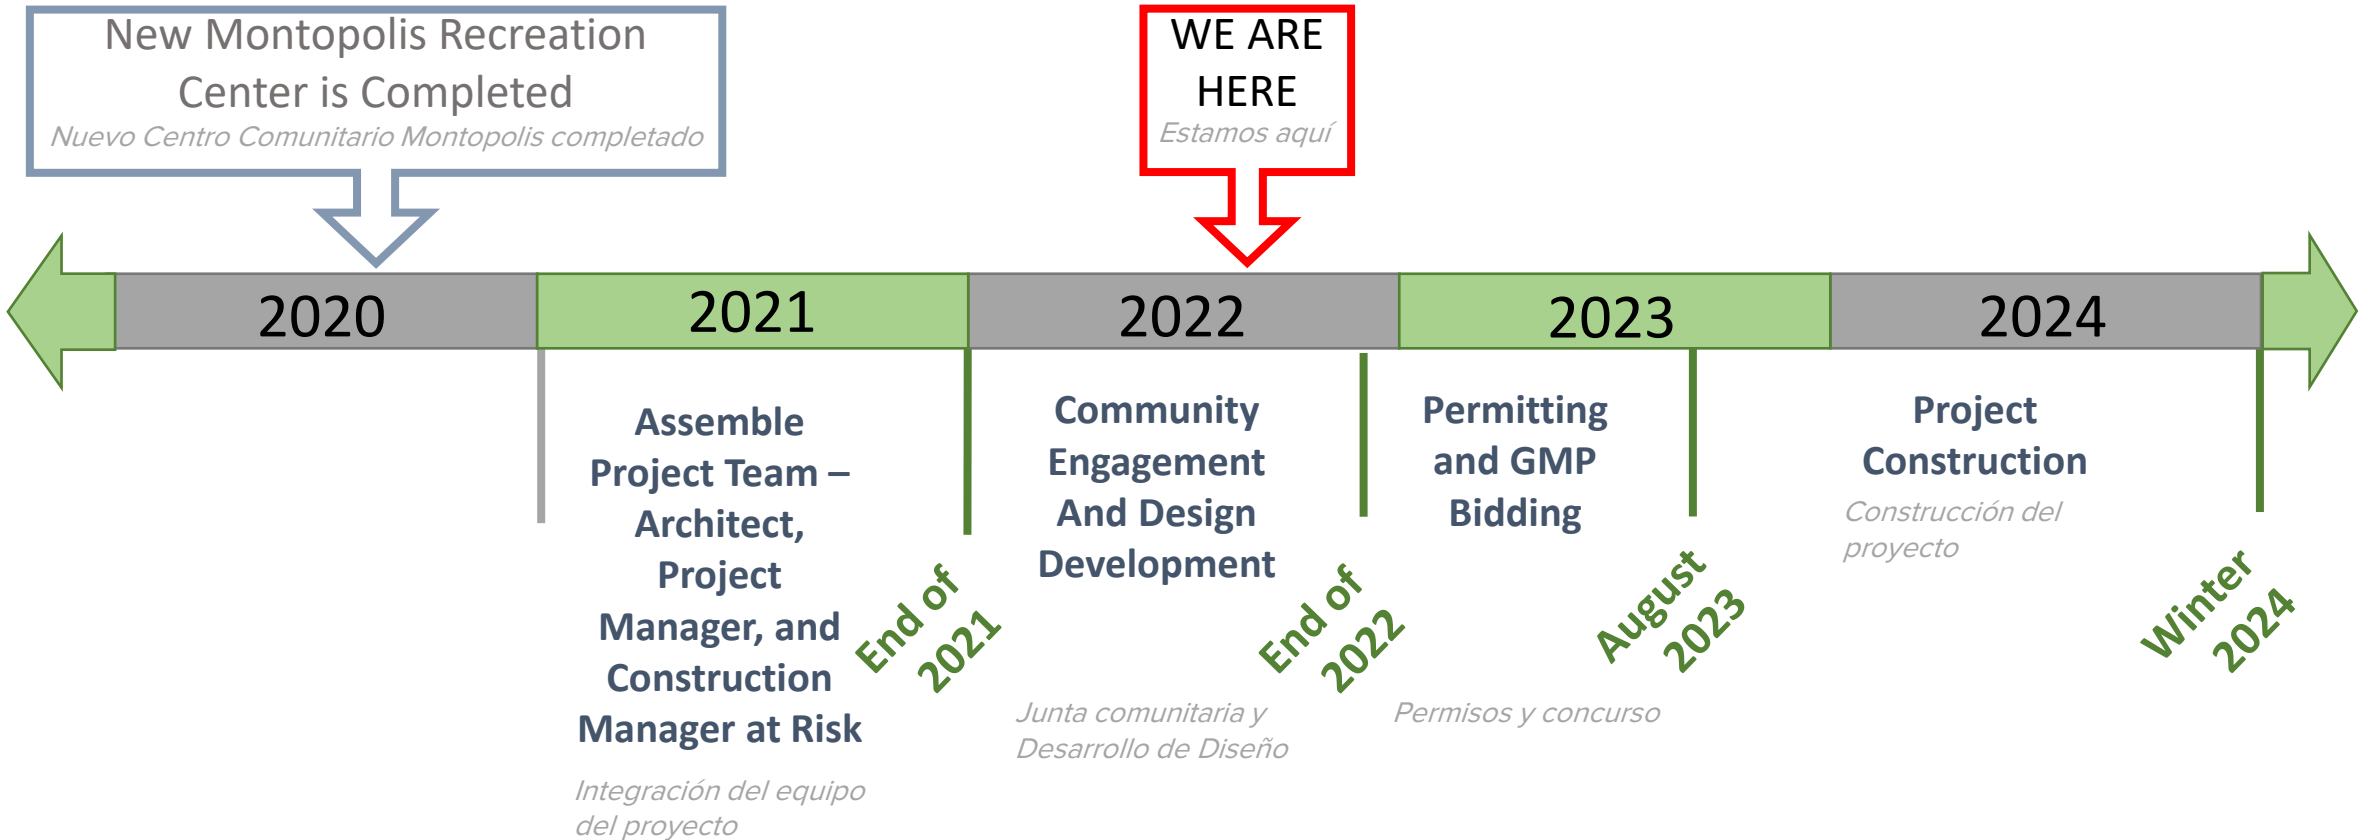 New Montopolis Recreation
Center is Completed
Nuevo Centro Comunitario Montopolis completado
WE ARE
HERE
Estamos aquí
2020
2021
2022
2023
2024
Assemble
Project Team –
Architect,
Project
Manager, and
Construction
Manager at Risk
Integración del equipo
del proyecto
End of
2021
Community
Engagement
And Design
Development
Junta comunitaria y
Desarrollo de Diseño
End of
2022
Permitting
and GMP
Bidding
Permisos y concurso
August
2023
Project
Construction
Construcción del
proyecto
Winter
2024